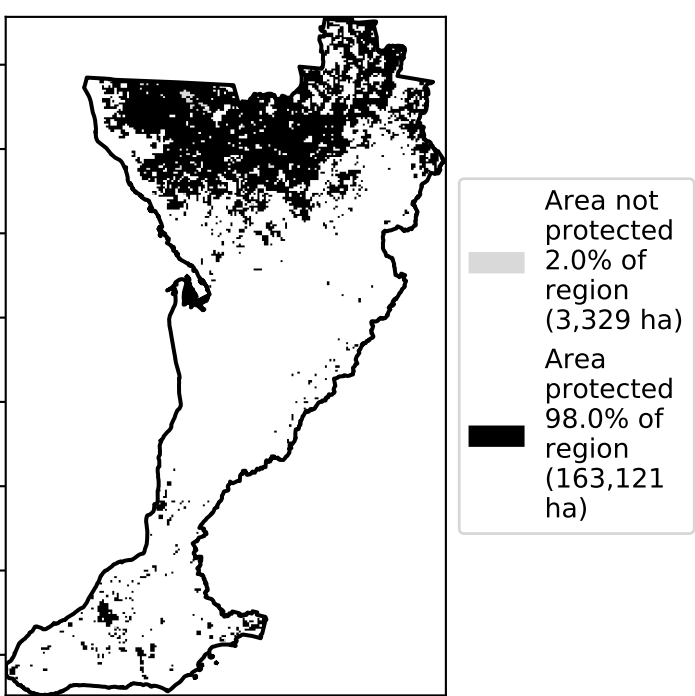 Area not
protected
2.0% of
region
(3,329 ha)
Area
protected
98.0% of
region
(163,121
ha)